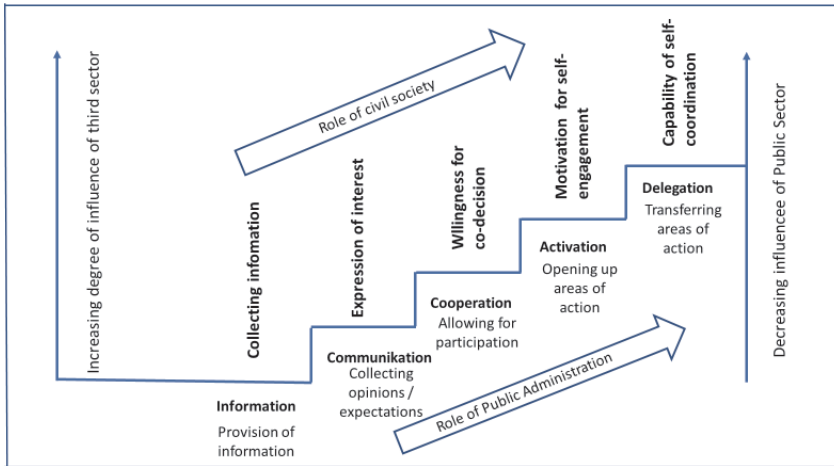 Increasing degree of influence of third sector
Role of civil society
Collecting infomation
Expression of interest
Wllingness for
co-decision
Motivation for self-
engagement
Capability of self-
coordination
Information
Provision of
information
Communikation
Collecting
opinions /
expectations
Cooperation
Allowing for
participation
Activation
Opening up
areas of
action
Delegation
Transferring
areas of
action
Role of Public Administration
Decreasing influencee of Public Sector